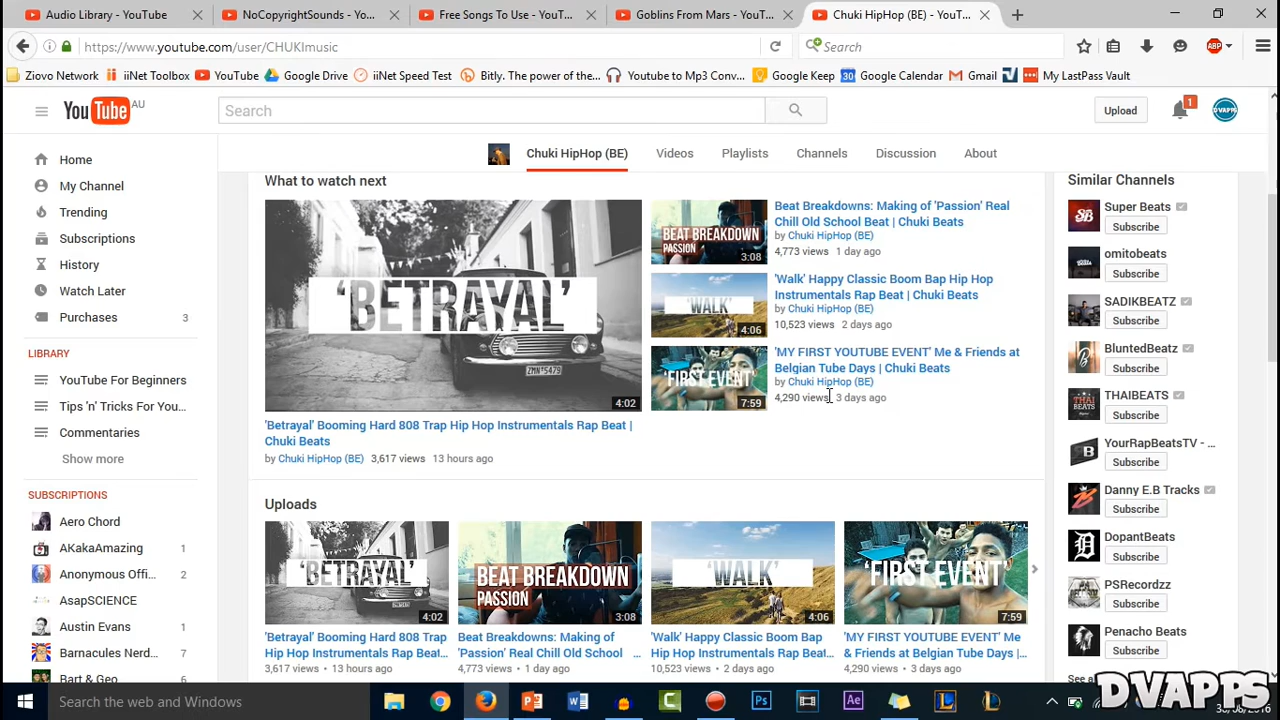 Audio Library - YouT...
NoCopyrightSounds - You...
Free Songs To Use - YouT...
Goblins From Mars - YouT...
Chuki HipHop (BE) - YouT...
https://www.youtube.com/user/CHUKImusic
Search
ABP
Ziovo Network
iiNet Toolbox
YouTube
Google Drive
iiNet Speed Test
Bitly. The power of the...
Youtube to Mp3 Conv...
Google Keep
30 Google Calendar
Gmail
My LastPass Vault
YouTube AU
Search
Upload
1
DVAPPS
Chuki HipHop (BE)
Videos
Playlists
Channels
Discussion
About
Home
My Channel
Trending
Subscriptions
History
Watch Later
Purchases 3
LIBRARY
YouTube For Beginners
Tips 'n' Tricks For You...
Commentaries
Show more
SUBSCRIPTIONS
Aero Chord
AKakaAmazing 1
Anonymous Offi... 2
AsapSCIENCE
Austin Evans 1
Barnacules Nerd...
Bart & Geo 6
What to watch next
'BETRAYAL'
4:02
'Betrayal' Booming Hard 808 Trap Hip Hop Instrumentals Rap Beat |
Chuki Beats
by Chuki HipHop (BE) 3,617 views 13 hours ago
BEAT BREAKDOWN
PASSION
3:08
Beat Breakdowns: Making of 'Passion' Real
Chill Old School Beat | Chuki Beats
by Chuki HipHop (BE)
4,773 views 1 day ago
'WALK'
4:06
'Walk' Happy Classic Boom Bap Hip Hop
Instrumentals Rap Beat | Chuki Beats
by Chuki HipHop (BE)
10,523 views 2 days ago
'FIRST EVENT'
7:59
'MY FIRST YOUTUBE EVENT' Me & Friends at
Belgian Tube Days | Chuki Beats
by Chuki HipHop (BE)
4,290 views 3 days ago
Uploads
'BETRAYAL'
4:02
'Betrayal' Booming Hard 808 Trap
Hip Hop Instrumentals Rap Beat...
3,617 views • 13 hours ago
BEAT BREAKDOWN
PASSION
3:08
Beat Breakdowns: Making of
'Passion' Real Chill Old School ...
4,773 views • 1 day ago
'WALK'
4:06
'Walk' Happy Classic Boom Bap
Hip Hop Instrumentals Rap Beat...
10,523 views • 2 days ago
'FIRST EVENT'
7:59
'MY FIRST YOUTUBE EVENT' Me
& Friends at Belgian Tube Days |...
4,290 views • 3 days ago
Similar Channels
Super Beats
Subscribe
omitobeats
Subscribe
SADIKBEATZ
Subscribe
BluntedBeatz
Subscribe
THAIBEATS
Subscribe
YourRapBeatsTV - ...
Subscribe
Danny E.B Tracks
Subscribe
DopantBeats
Subscribe
PSRecordzz
Subscribe
Penacho Beats
Subscribe
Search the web and Windows
DVAPPS